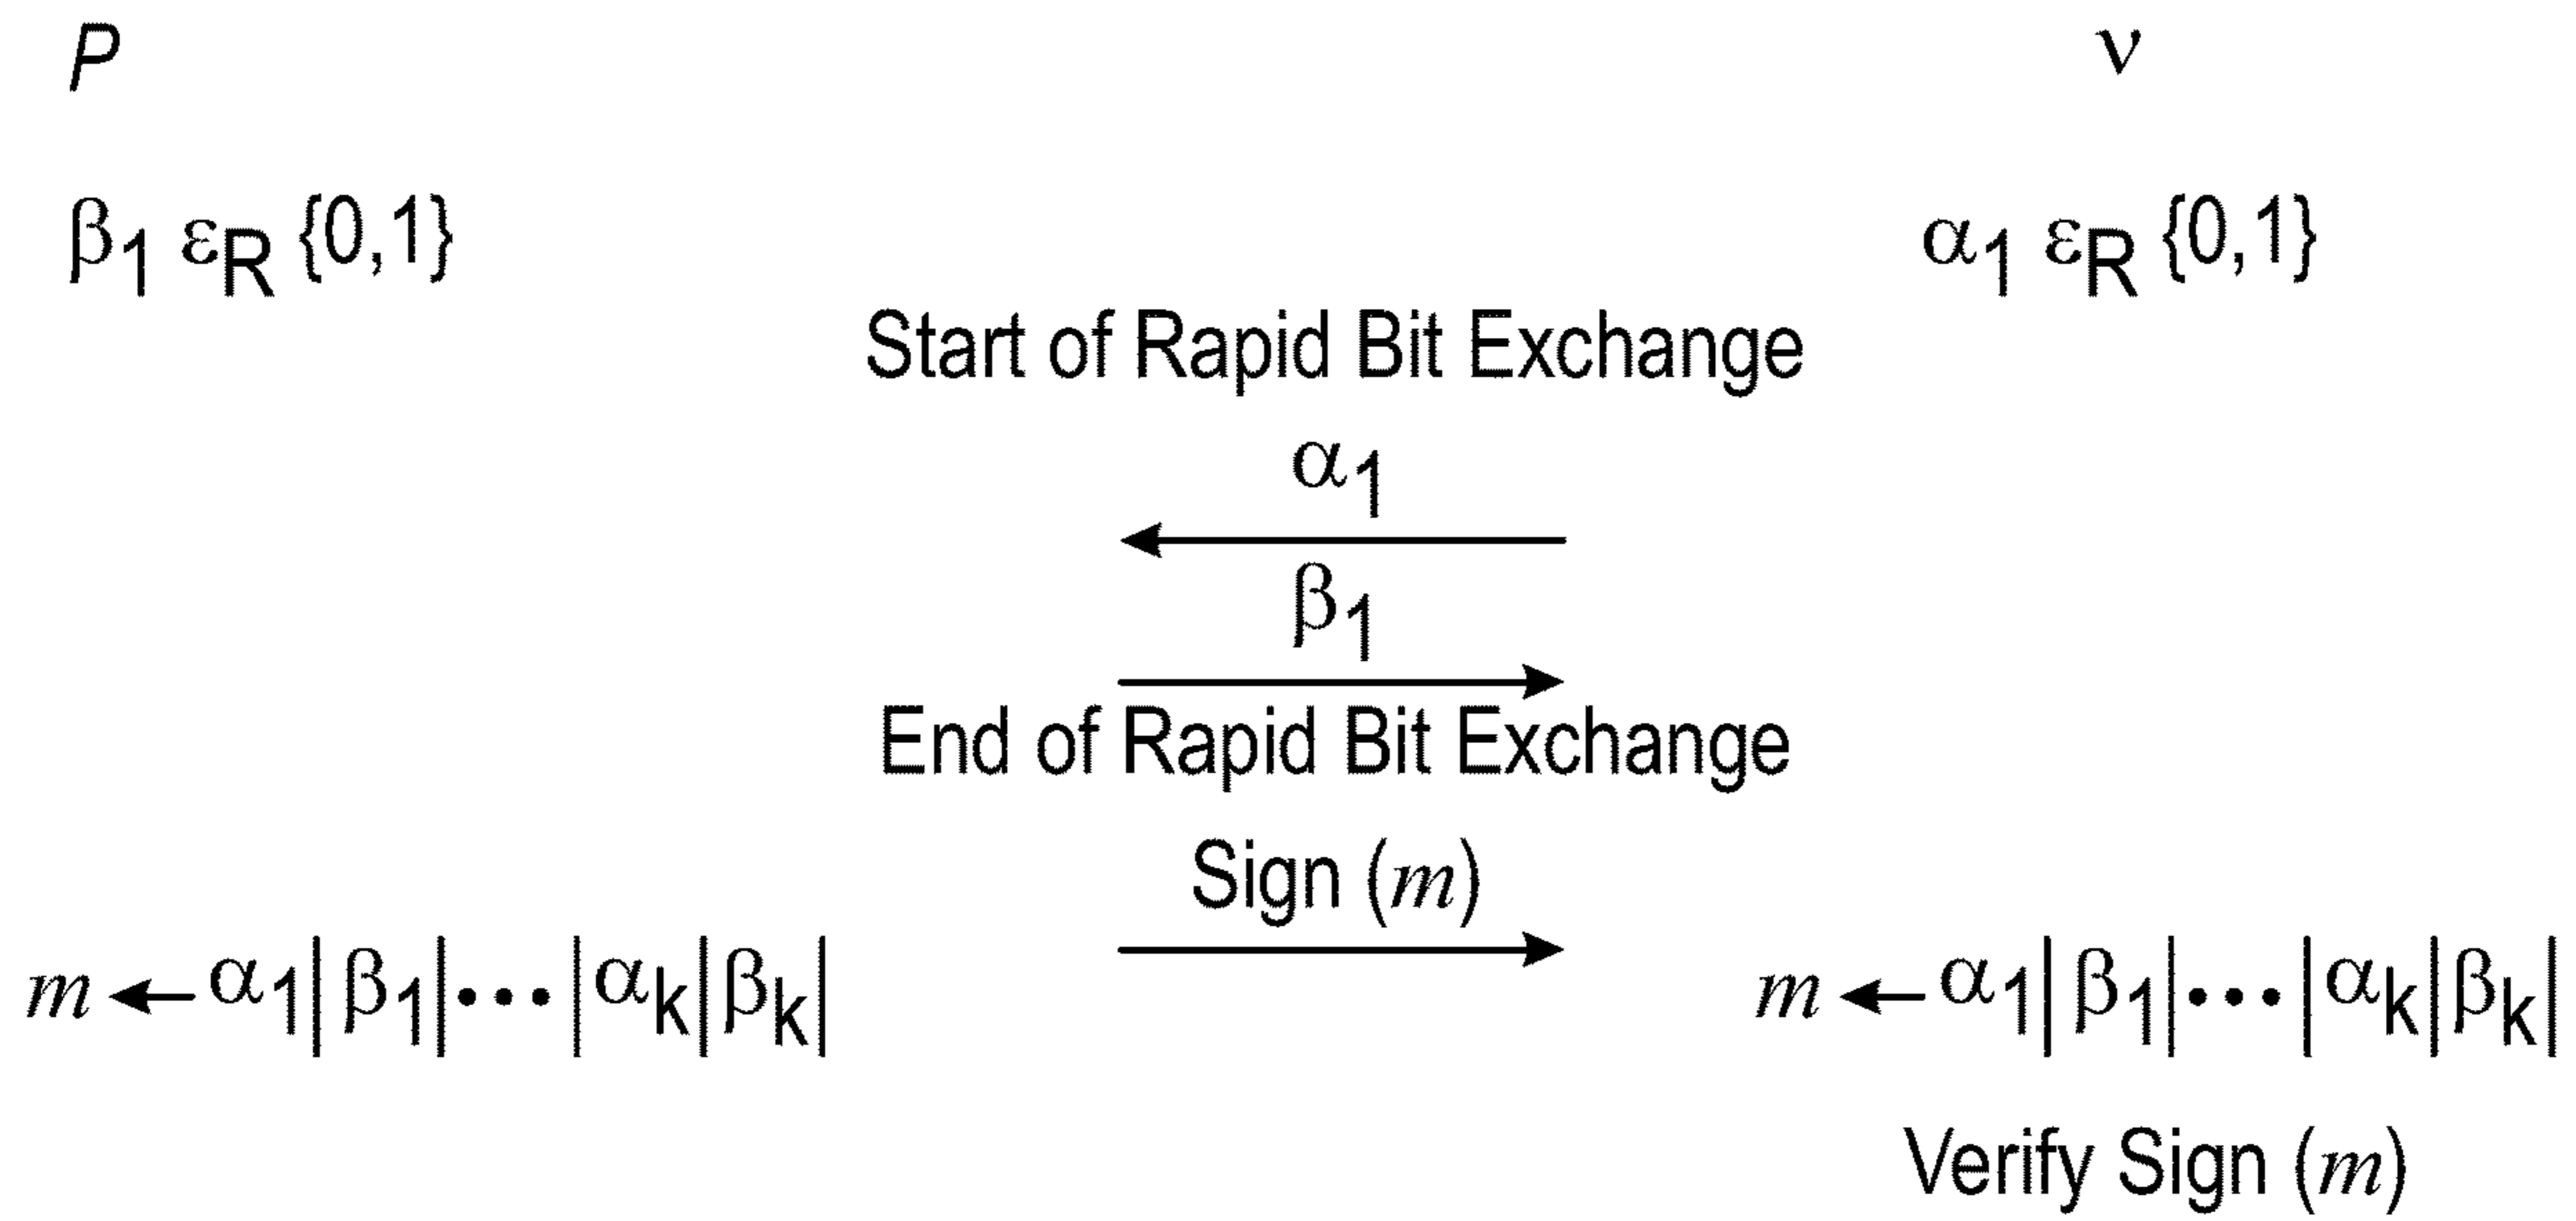 P ν
β1 εR {0,1} α1 εR {0,1}
Start of Rapid Bit Exchange
α1
β1
End of Rapid Bit Exchange
Sign (m)
m ← α1| β1|•••|αk|βk| m ← α1| β1|•••|αk|βk|
Verify Sign (m)